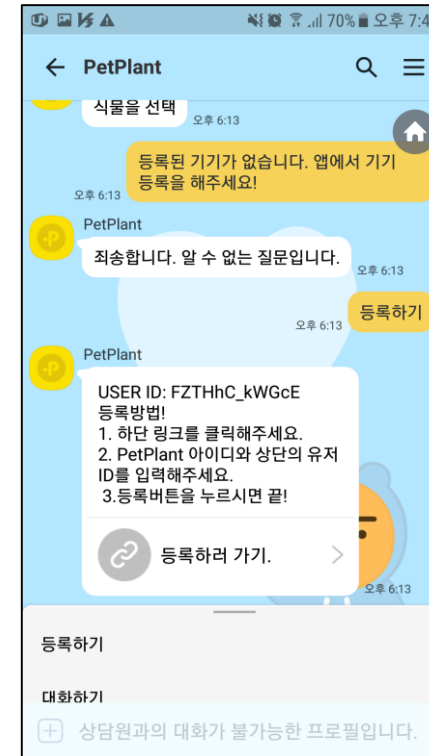 70% 오후 7:4
PetPlant
식물을 선택
오후 6:13
등록된 기기가 없습니다. 앱에서 기기
등록을 해주세요!
오후 6:13
PetPlant
죄송합니다. 알 수 없는 질문입니다.
오후 6:13
등록하기
오후 6:13
PetPlant
USER ID: FZTHhC_kWGcE
등록방법!
1. 하단 링크를 클릭해주세요.
2. PetPlant 아이디와 상단의 유저
ID를 입력해주세요.
3.등록버튼을 누르시면 끝!
등록하러 가기.
오후 6:13
등록하기
대화하기
상담원과의 대화가 불가능한 프로필입니다.